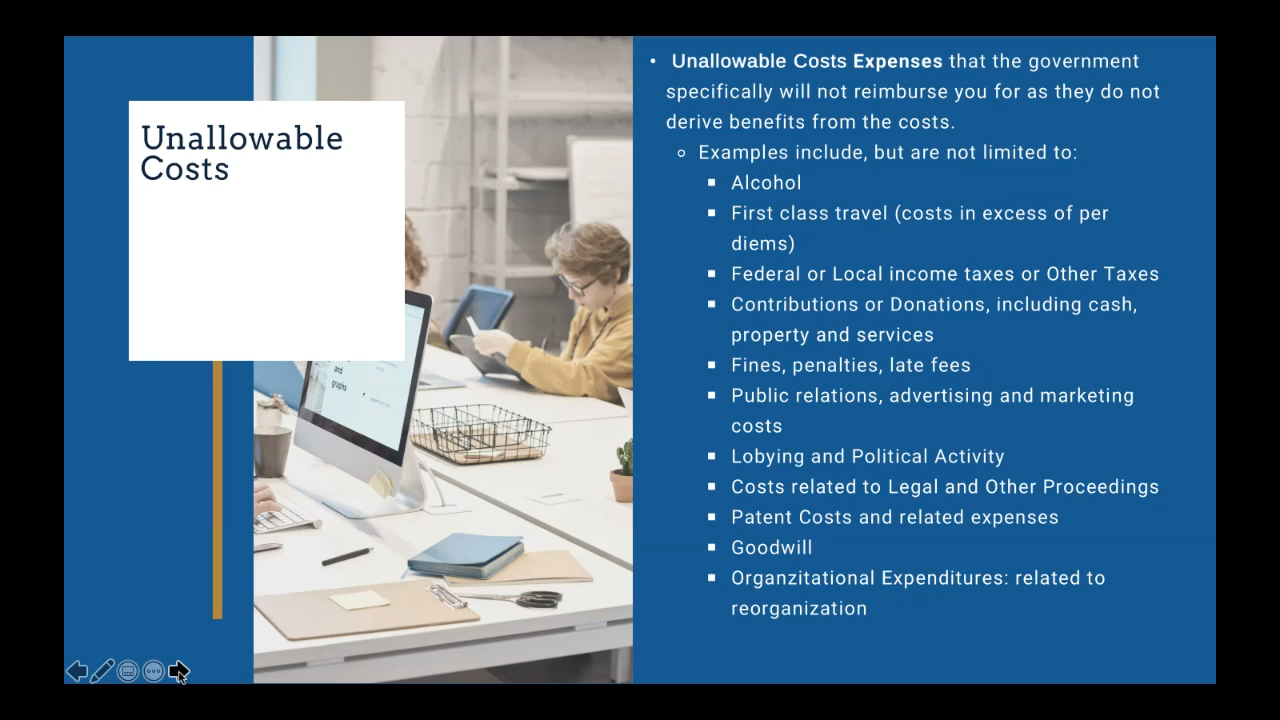 Unallowable
Costs
• Unallowable Costs Expenses that the government
specifically will not reimburse you for as they do not
derive benefits from the costs.
○ Examples include, but are not limited to:
▪ Alcohol
▪ First class travel (costs in excess of per
diems)
▪ Federal or Local income taxes or Other Taxes
▪ Contributions or Donations, including cash,
property and services
▪ Fines, penalties, late fees
▪ Public relations, advertising and marketing
costs
▪ Lobying and Political Activity
▪ Costs related to Legal and Other Proceedings
▪ Patent Costs and related expenses
▪ Goodwill
▪ Organzitational Expenditures: related to
reorganization
and
graphs